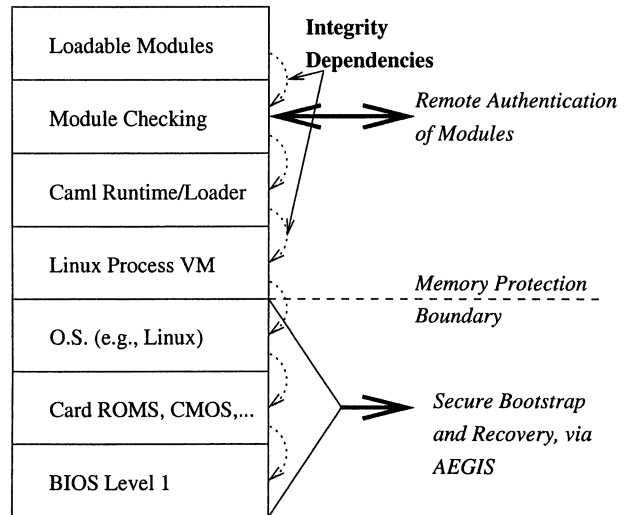 Loadable Modules
Module Checking
Caml Runtime/Loader
Linux Process VM
O.S. (e.g., Linux)
Card ROMS, CMOS,...
BIOS Level 1
Integrity
Dependencies
Remote Authentication
of Modules
Memory Protection
Boundary
Secure Bootstrap
and Recovery, via
AEGIS